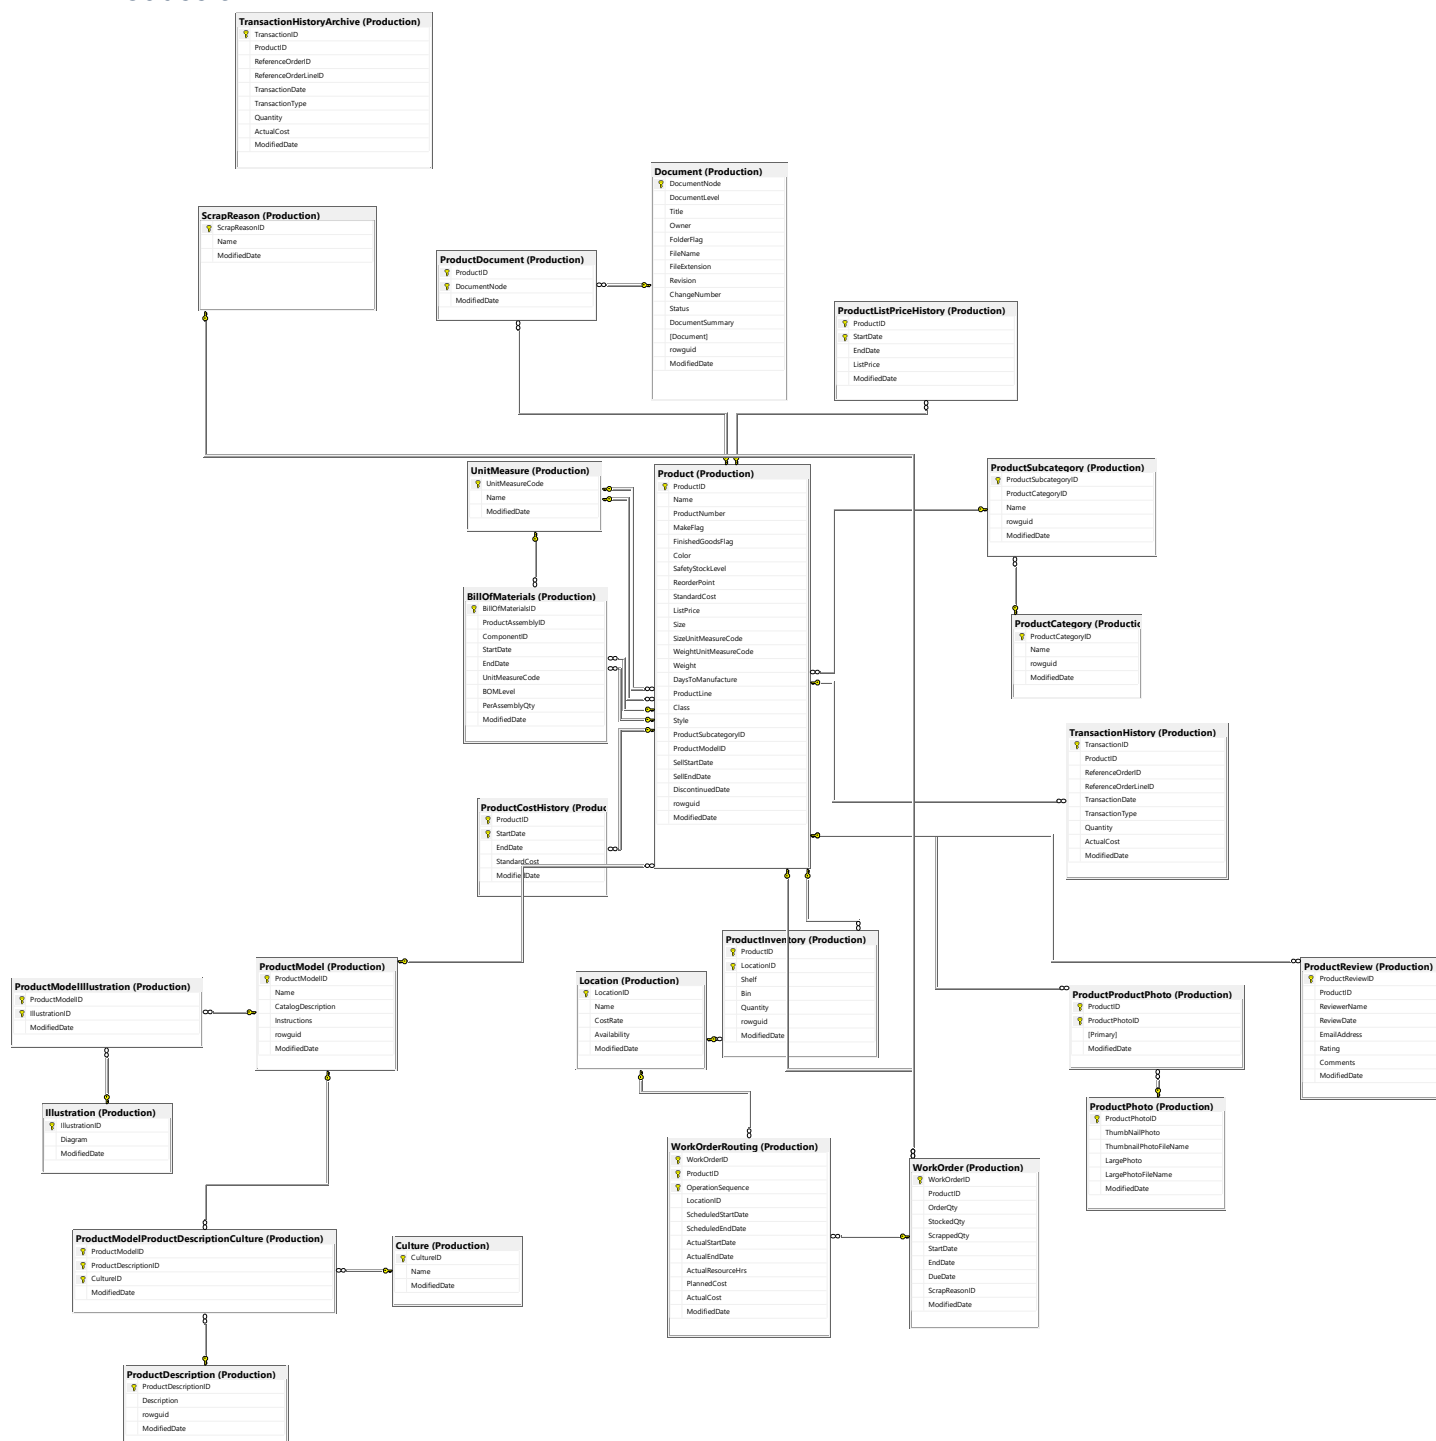 TransactionHistoryArchive (Production)
TransactionID
ProductID
ReferenceOrderID
ReferenceOrderLineID
TransactionDate
TransactionType
Quantity
ActualCost
ModifiedDate
Document (Production)
DocumentNode
DocumentLevel
Title
Owner
FolderFlag
FileName
FileExtension
Revision
ChangeNumber
Status
DocumentSummary
[Document]
rowguid
ModifiedDate
ScrapReason (Production)
ScrapReasonID
Name
ModifiedDate
ProductDocument (Production)
ProductID
DocumentNode
ModifiedDate
ProductListPriceHistory (Production)
ProductID
StartDate
EndDate
ListPrice
ModifiedDate
UnitMeasure (Production)
UnitMeasureCode
Name
ModifiedDate
Product (Production)
ProductID
Name
ProductNumber
MakeFlag
FinishedGoodsFlag
Color
SafetyStockLevel
ReorderPoint
StandardCost
ListPrice
Size
SizeUnitMeasureCode
WeightUnitMeasureCode
Weight
DaysToManufacture
ProductLine
Class
Style
ProductSubcategoryID
ProductModelID
SellStartDate
SellEndDate
DiscontinuedDate
rowguid
ModifiedDate
ProductSubcategory (Production)
ProductSubcategoryID
ProductCategoryID
Name
rowguid
ModifiedDate
BillOfMaterials (Production)
BillOfMaterialsID
ProductAssemblyID
ComponentID
StartDate
EndDate
UnitMeasureCode
BOMLevel
PerAssemblyQty
ModifiedDate
ProductCategory (Productic
ProductCategoryID
Name
rowguid
ModifiedDate
TransactionHistory (Production)
TransactionID
ProductID
ReferenceOrderID
ReferenceOrderLineID
TransactionDate
TransactionType
Quantity
ActualCost
ModifiedDate
ProductCostHistory (Produc
ProductID
StartDate
EndDate
StandardCost
ModifiedDate
ProductInventory (Production)
ProductID
LocationID
Shelf
Bin
Quantity
rowguid
ModifiedDate
ProductModel (Production)
ProductModelID
Name
CatalogDescription
Instructions
rowguid
ModifiedDate
ProductModelIllustration (Production)
ProductModelID
IllustrationID
ModifiedDate
Location (Production)
LocationID
Name
CostRate
Availability
ModifiedDate
ProductReview (Production)
ProductReviewID
ProductID
ReviewerName
ReviewDate
EmailAddress
Rating
Comments
ModifiedDate
ProductProductPhoto (Production)
ProductID
ProductPhotoID
[Primary]
ModifiedDate
Illustration (Production)
IllustrationID
Diagram
ModifiedDate
ProductPhoto (Production)
ProductPhotoID
ThumbNailPhoto
ThumbnailPhotoFileName
LargePhoto
LargePhotoFileName
ModifiedDate
WorkOrderRouting (Production)
WorkOrderID
ProductID
OperationSequence
LocationID
ScheduledStartDate
ScheduledEndDate
ActualStartDate
ActualEndDate
ActualResourceHrs
PlannedCost
ActualCost
ModifiedDate
WorkOrder (Production)
WorkOrderID
ProductID
OrderQty
StockedQty
ScrappedQty
StartDate
EndDate
DueDate
ScrapReasonID
ModifiedDate
ProductModelProductDescriptionCulture (Production)
ProductModelID
ProductDescriptionID
CultureID
ModifiedDate
Culture (Production)
CultureID
Name
ModifiedDate
ProductDescription (Production)
ProductDescriptionID
Description
rowguid
ModifiedDate